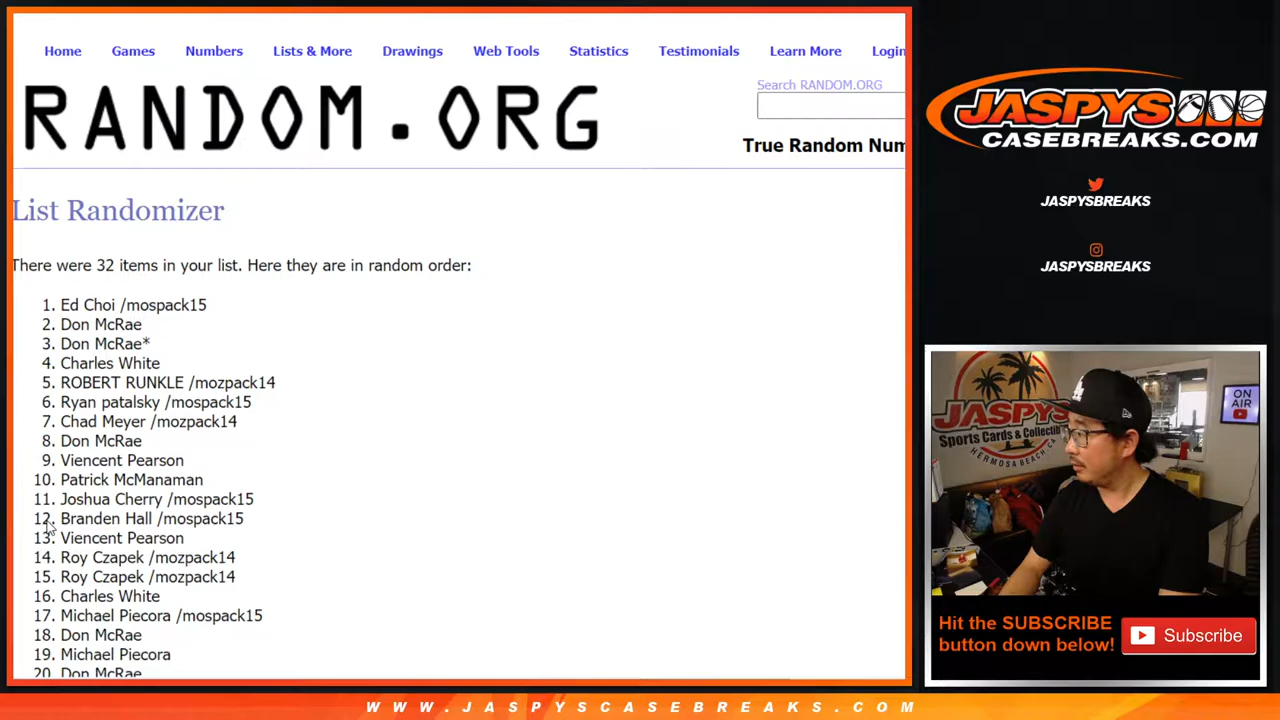 Home Games Numbers Lists & More Drawings Web Tools Statistics Testimonials Learn More Login
RANDOM.ORG
Search RANDOM.ORG
True Random Num
List Randomizer
There were 32 items in your list. Here they are in random order:
1. Ed Choi /mospack15
2. Don McRae
3. Don McRae*
4. Charles White
5. ROBERT RUNKLE /mozpack14
6. Ryan patalsky /mospack15
7. Chad Meyer /mozpack14
8. Don McRae
9. Viencent Pearson
10. Patrick McManaman
11. Joshua Cherry /mospack15
12. Branden Hall /mospack15
13. Viencent Pearson
14. Roy Czapek /mozpack14
15. Roy Czapek /mozpack14
16. Charles White
17. Michael Piecora /mospack15
18. Don McRae
19. Michael Piecora
20. Don McRae
JASPYS
CASEBREAKS.COM
JASPYSBREAKS
JASPYSBREAKS
JASPYS
Sports Cards & Collectib
HERMOSA BEACH, CA
ON
AIR
Hit the SUBSCRIBE
button down below!
Subscribe
WWW.JASPYSCASEBREAKS.COM